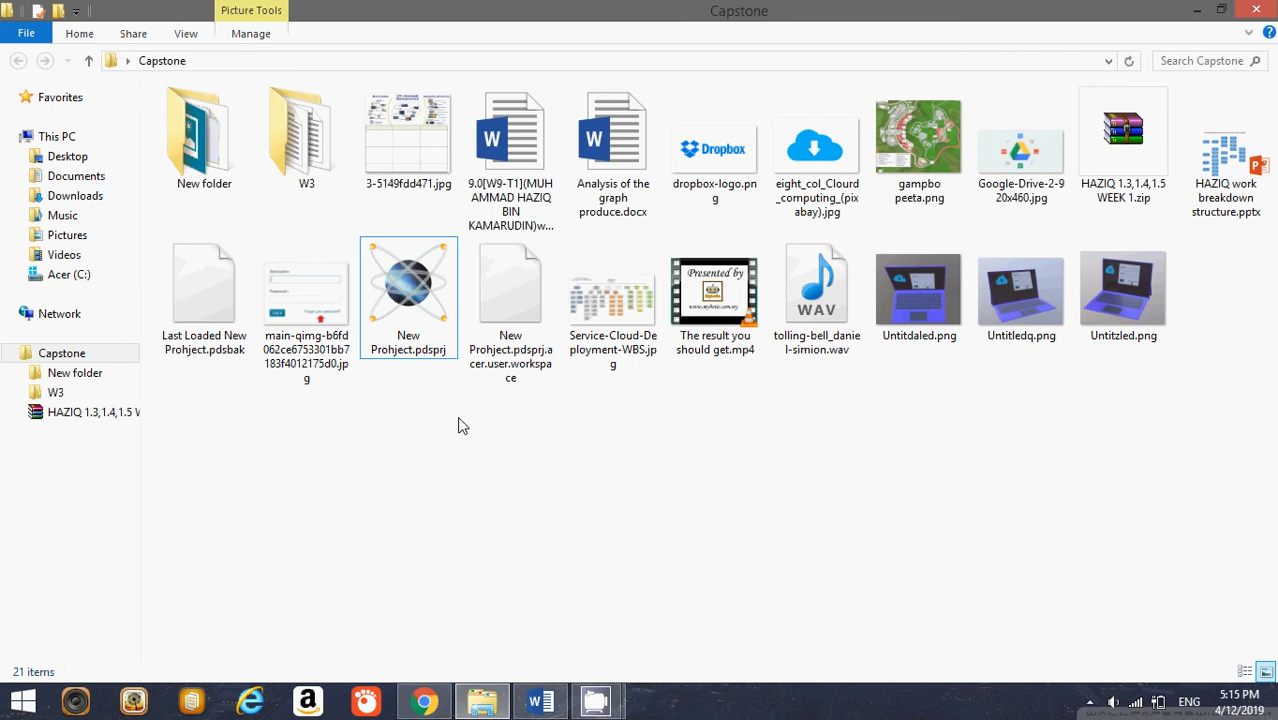 Picture Tools
Capstone
File
Home
Share
View
Manage
Capstone
Search Capstone
Favorites
This PC
Desktop
Documents
Downloads
Music
Pictures
Videos
Acer (C:)
Network
Capstone
New folder
W3
HAZIQ 1.3,1.4,1.5 W
New folder
W3
3-5149fdd471.jpg
W
9.0[W9-T1](MUH
AMMAD HAZIQ
BIN
KAMARUDIN)w...
W
Analysis of the
graph
produce.docx
Dropbox
dropbox-logo.pn
g
eight_col_Clourd
_computing_(pix
abay).jpg
gampbo
peeta.png
Google-Drive-2-9
20x460.jpg
HAZIQ 1.3,1.4,1.5
WEEK 1.zip
HAZIQ work
breakdown
structure.pptx
Last Loaded New
Prohject.pdsbak
main-qimg-b6fd
062ce6753301bb7
183f4012175d0.jp
g
New
Prohject.pdsprj
New
Prohject.pdsprj.a
cer.user.workspa
ce
Service-Cloud-De
ployment-WBS.jp
g
Presented by
The result you
should get.mp4
WAV
tolling-bell_danie
l-simion.wav
Untitdaled.png
Untitledq.png
Untitzled.png
21 items
ENG
5:15 PM
4/12/2019